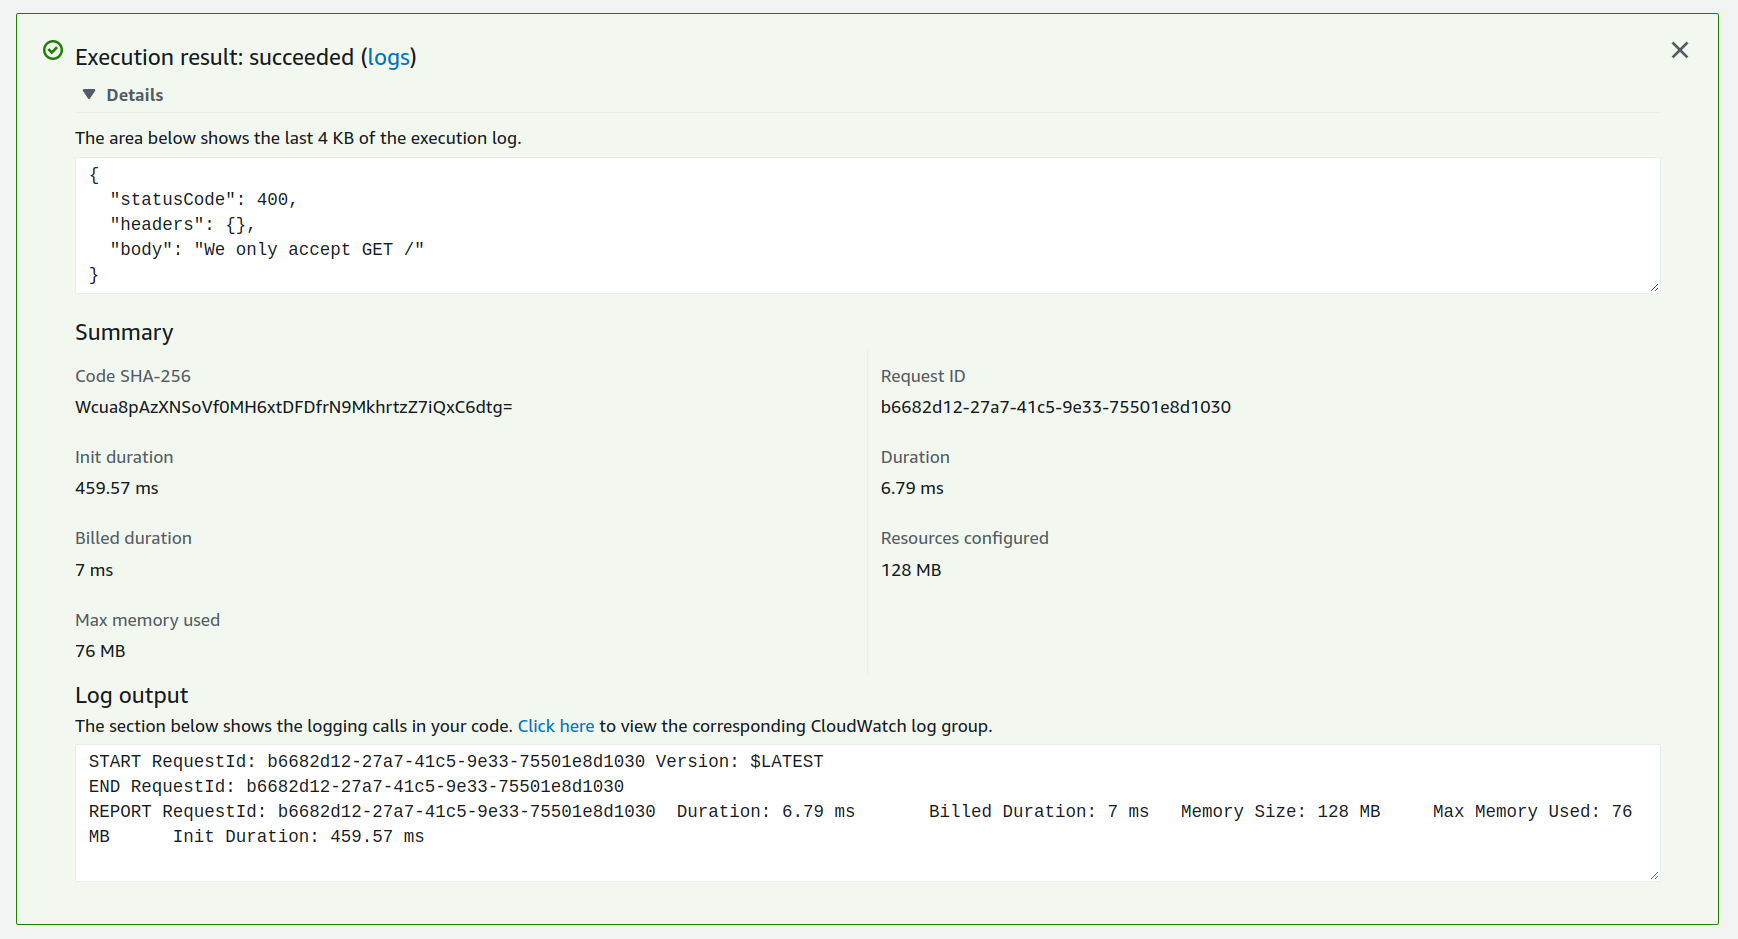 Execution result: succeeded (logs)
Details
The area below shows the last 4 KB of the execution log.
{
  "statusCode": 400,
  "headers": {},
  "body": "We only accept GET /"
}
Summary
Code SHA-256
Wcua8pAzXNSoVf0MH6xtDFDfrN9MkhrtzZ7iQxC6dtg=
Request ID
b6682d12-27a7-41c5-9e33-75501e8d1030
Init duration
459.57 ms
Duration
6.79 ms
Billed duration
7 ms
Resources configured
128 MB
Max memory used
76 MB
Log output
The section below shows the logging calls in your code. Click here to view the corresponding CloudWatch log group.
START RequestId: b6682d12-27a7-41c5-9e33-75501e8d1030 Version: $LATEST
END RequestId: b6682d12-27a7-41c5-9e33-75501e8d1030
REPORT RequestId: b6682d12-27a7-41c5-9e33-75501e8d1030  Duration: 6.79 ms       Billed Duration: 7 ms   Memory Size: 128 MB     Max Memory Used: 76
MB      Init Duration: 459.57 ms